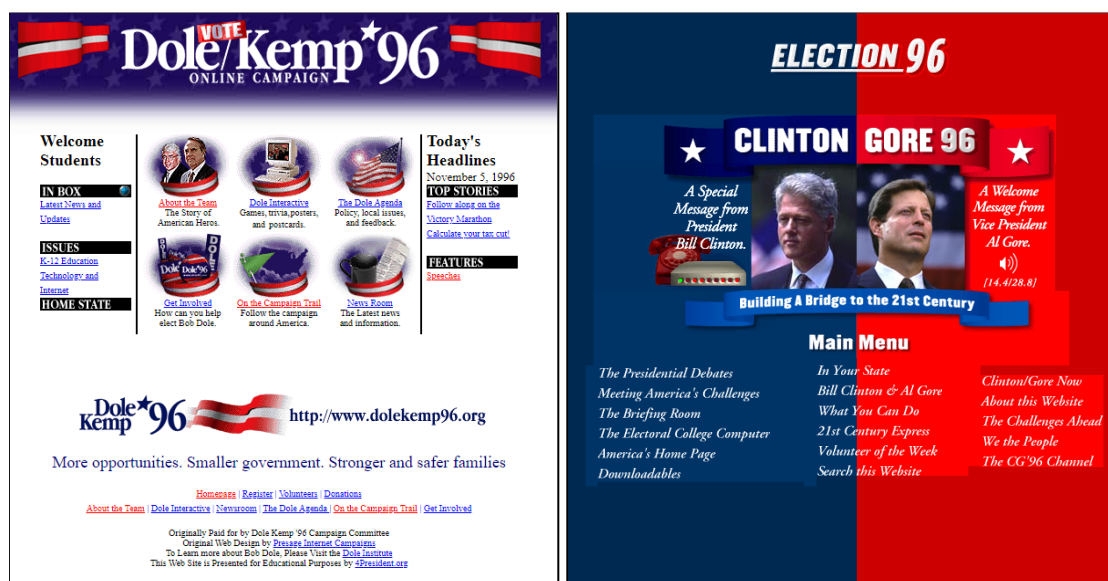 VOTE
Dole/Kemp★96
ONLINE CAMPAIGN
Welcome
Students
IN BOX
Latest News and
Updates
ISSUES
K-12 Education
Technology and
Internet
HOME STATE
About the Team
The Story of
American Heros.
Dole Interactive
Games, trivia,posters,
and postcards.
The Dole Agenda
Policy, local issues,
and feedback.
DOLE
DOLE
Dole Dole'96
Get Involved
How can you help
elect Bob Dole.
On the Campaign Trail
Follow the campaign
around America.
News Room
The Latest news
and information.
Today's
Headlines
November 5, 1996
TOP STORIES
Follow along on the
Victory Marathon
Calculate your tax cut!
FEATURES
Speeches
Dole★96
Kemp
http://www.dolekemp96.org
More opportunities. Smaller government. Stronger and safer families
Homepage | Register | Volunteers | Donations
About the Team | Dole Interactive | Newsroom | The Dole Agenda | On the Campaign Trail | Get Involved
Originally Paid for by Dole Kemp '96 Campaign Committee
Original Web Design by Presage Internet Campaigns
To Learn more about Bob Dole, Please Visit the Dole Institute
This Web Site is Presented for Educational Purposes by 4President.org
ELECTION 96
CLINTON GORE 96
A Special
Message from
President
Bill Clinton.
A Welcome
Message from
Vice President
Al Gore.
[14.4/28.8]
Building A Bridge to the 21st Century
Main Menu
The Presidential Debates
Meeting America's Challenges
The Briefing Room
The Electoral College Computer
America's Home Page
Downloadables
In Your State
Bill Clinton & Al Gore
What You Can Do
21st Century Express
Volunteer of the Week
Search this Website
Clinton/Gore Now
About this Website
The Challenges Ahead
We the People
The CG'96 Channel